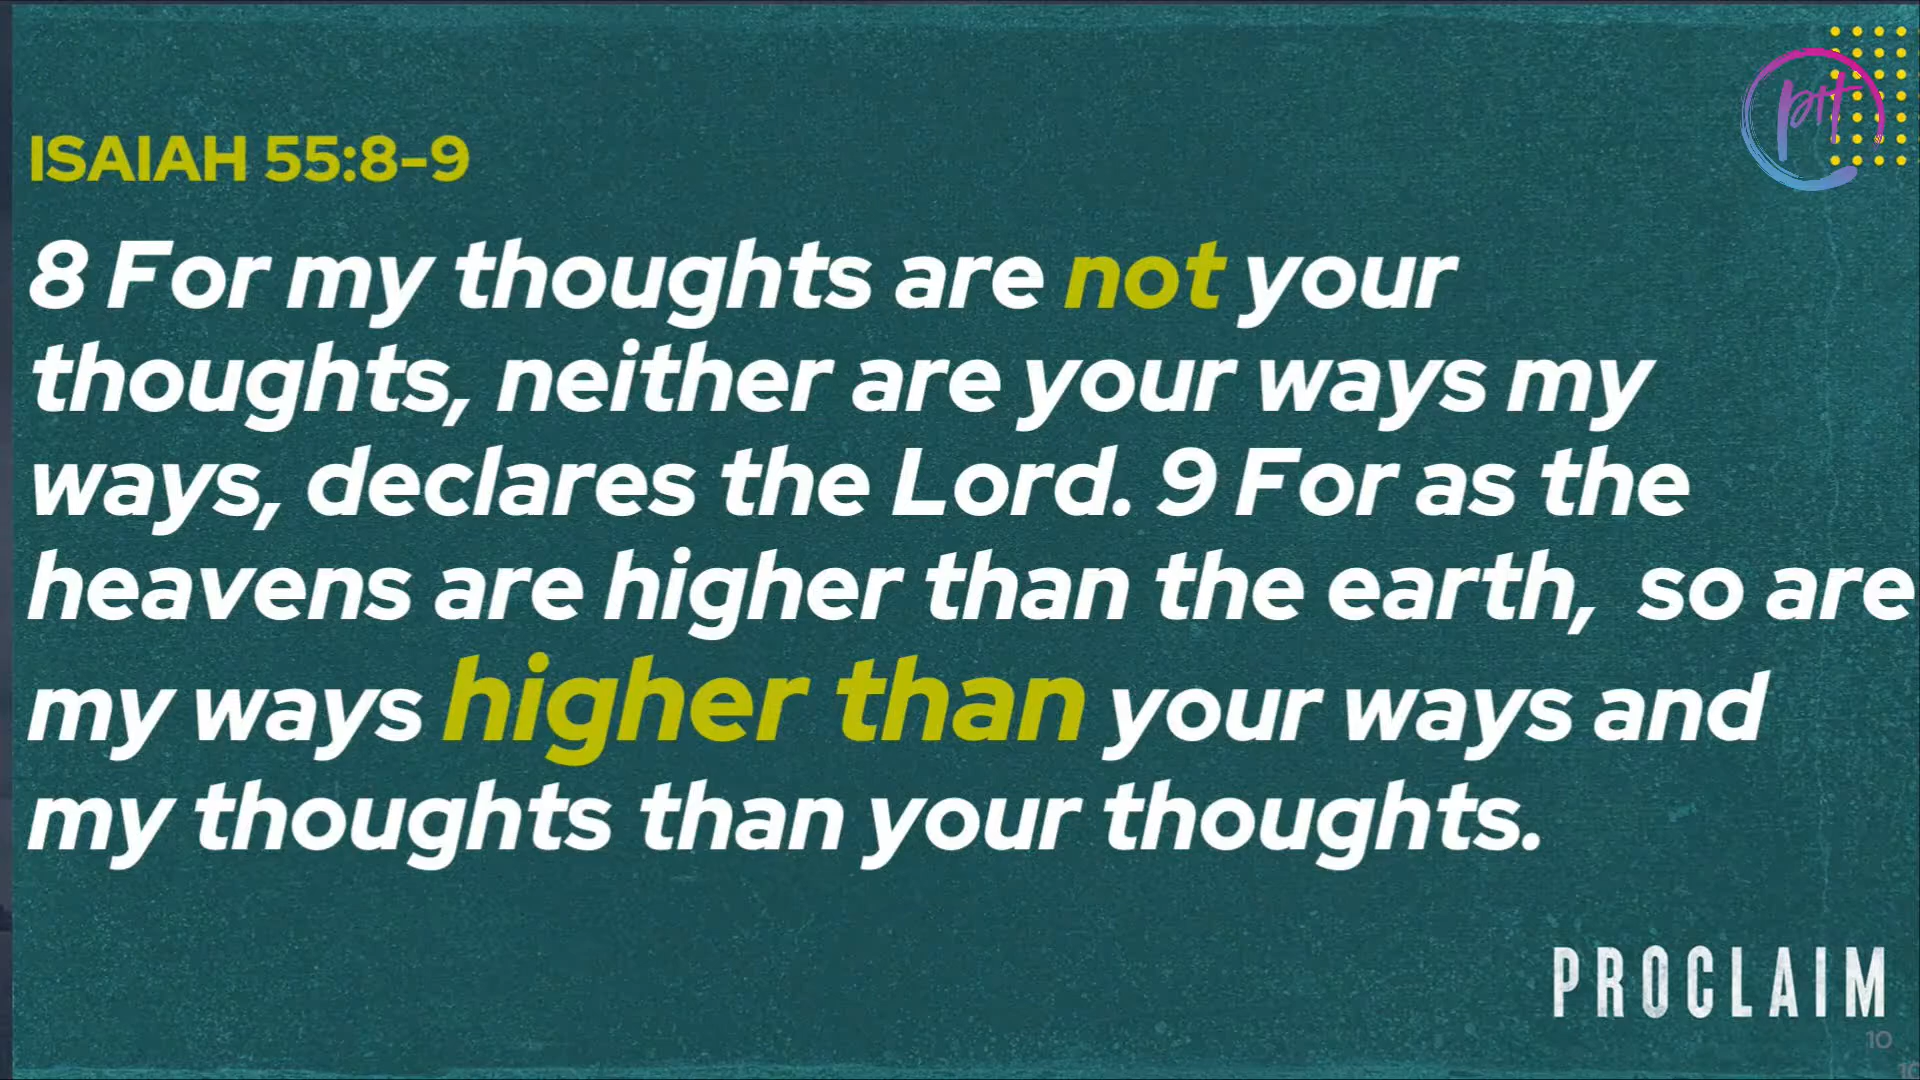 ISAIAH 55:8-9
8 For my thoughts are not your
thoughts, neither are your ways my
ways, declares the Lord. 9 For as the
heavens are higher than the earth, so are
my ways higher than your ways and
my thoughts than your thoughts.
PROCLAIM
10